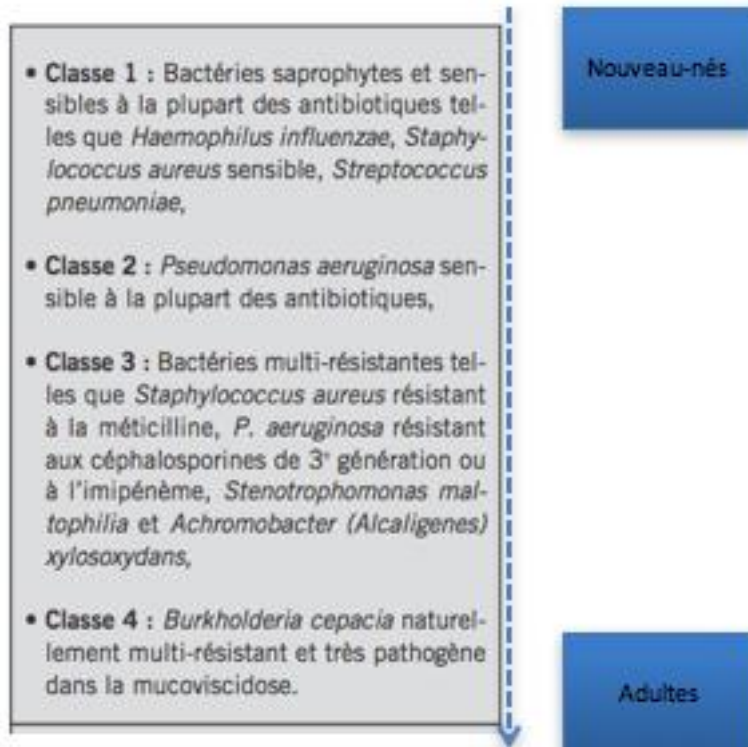 • Classe 1 : Bactéries saprophytes et sen-
sibles à la plupart des antibiotiques tel-
les que Haemophilus influenzae, Staphy-
lococcus aureus sensible, Streptococcus
pneumoniae,
• Classe 2 : Pseudomonas aeruginosa sen-
sible à la plupart des antibiotiques,
• Classe 3 : Bactéries multi-résistantes tel-
les que Staphylococcus aureus résistant
à la méticilline, P. aeruginosa résistant
aux céphalosporines de 3e génération ou
à l'imipénème, Stenotrophomonas mal-
tophilia et Achromobacter (Alcaligenes)
xylosoxydans,
• Classe 4 : Burkholderia cepacia naturel-
lement multi-résistant et très pathogène
dans la mucoviscidose.
Nouveau-nés
Adultes